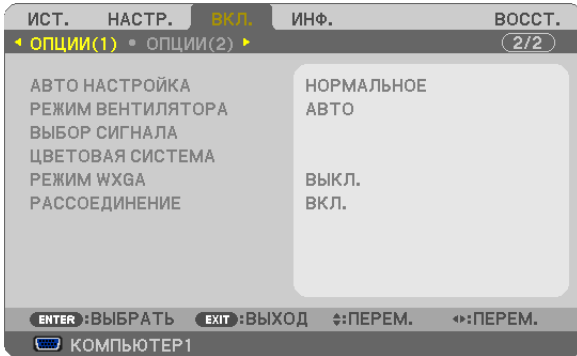 ИСТ. НАСТР. ВКЛ. ИНФ. ВОССТ.
ОПЦИИ(1) ОПЦИИ(2) 2/2
АВТО НАСТРОЙКА НОРМАЛЬНОЕ
РЕЖИМ ВЕНТИЛЯТОРА АВТО
ВЫБОР СИГНАЛА
ЦВЕТОВАЯ СИСТЕМА
РЕЖИМ WXGA ВЫКЛ.
РАССОЕДИНЕНИЕ ВКЛ.
ENTER :ВЫБРАТЬ EXIT :ВЫХОД :ПЕРЕМ. :ПЕРЕМ.
КОМПЬЮТЕР1